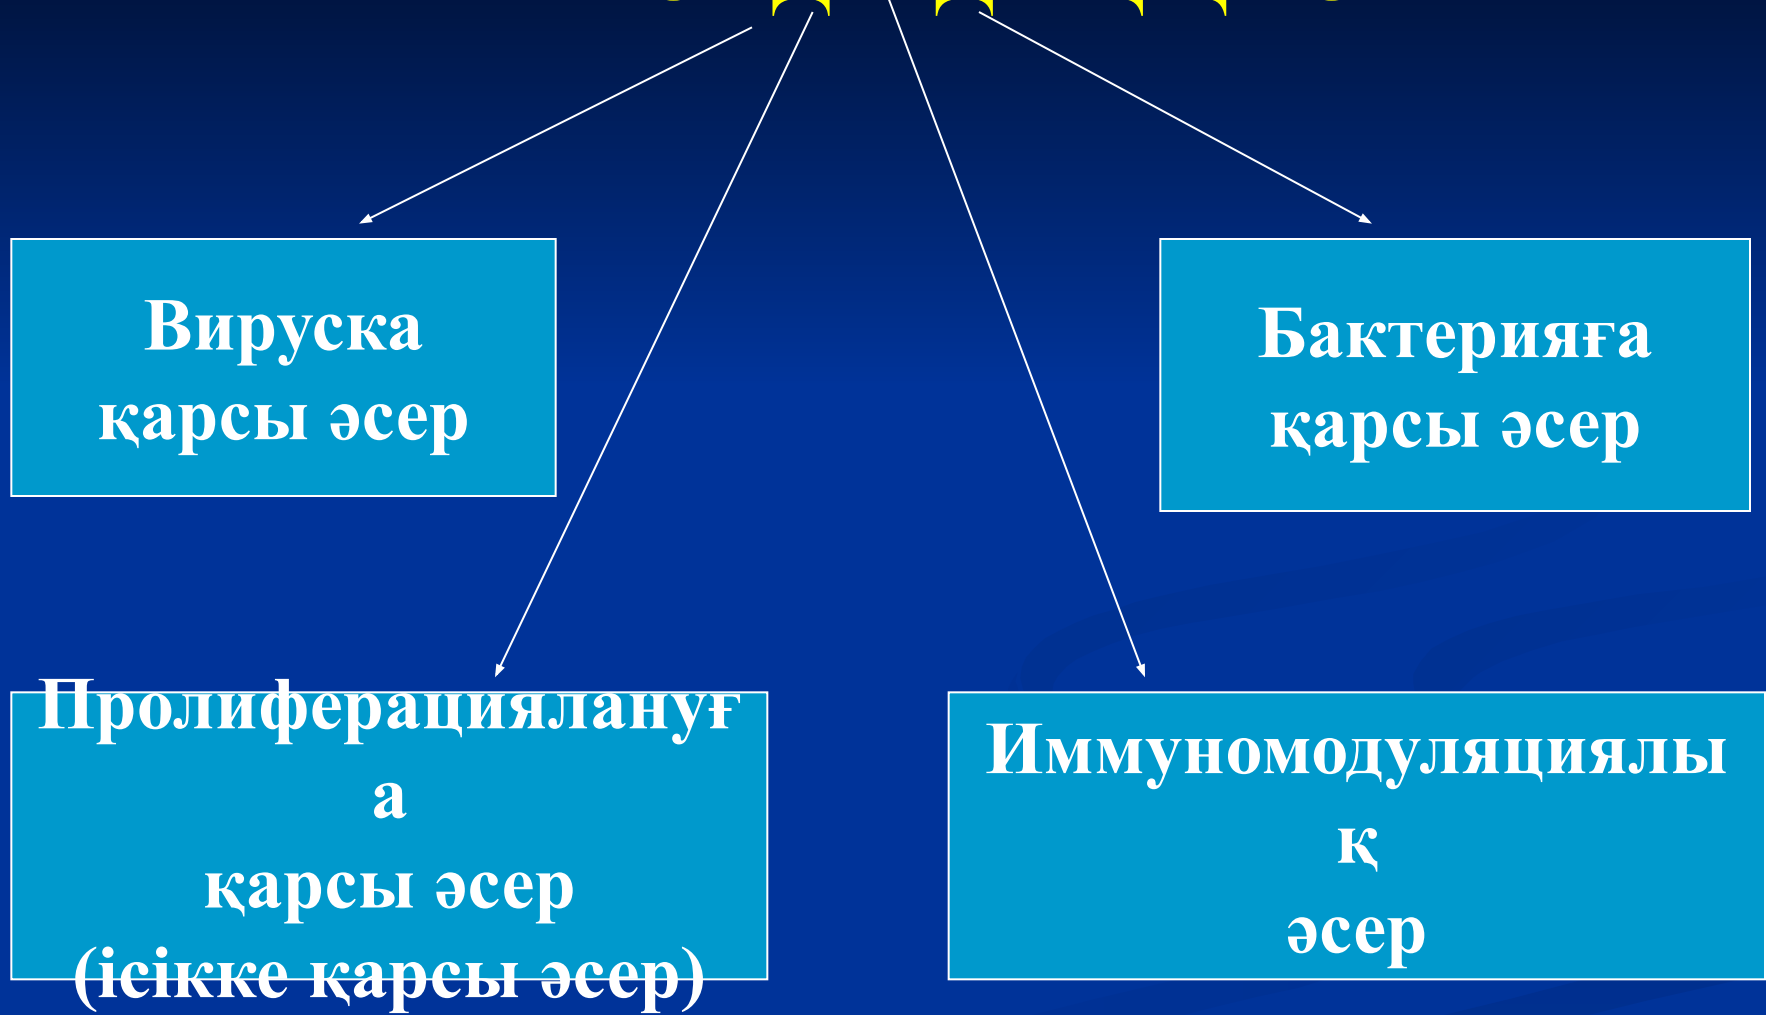 Вируска
қарсы әсер
Бактерияға
қарсы әсер
Пролиферациялануғ
а
қарсы әсер
(ісікке қарсы әсер)
Иммуномодуляциялы
қ
әсер